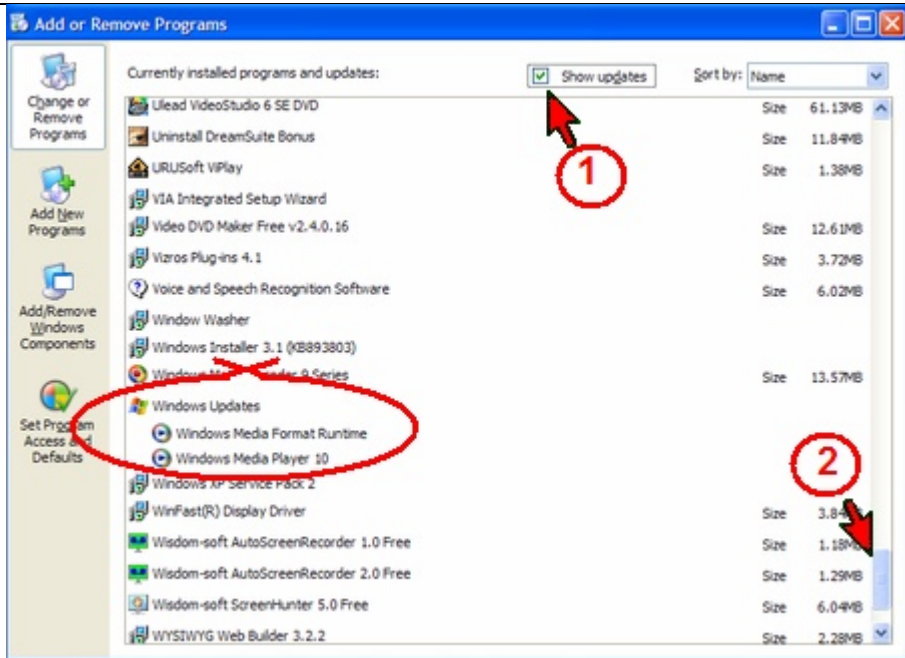 Add or Remove Programs
Change or
Remove
Programs
Add New
Programs
Add/Remove
Windows
Components
Set Program
Access and
Defaults
Currently installed programs and updates:
Show updates
Sort by: Name
Ulead VideoStudio 6 SE DVD Size 61.13MB
Uninstall DreamSuite Bonus Size 11.84MB
URUSoft ViPlay Size 1.38MB
VIA Integrated Setup Wizard
Video DVD Maker Free v2.4.0.16 Size 12.61MB
Vizros Plug-ins 4.1 Size 3.72MB
Voice and Speech Recognition Software Size 6.02MB
Window Washer
Windows Installer 3.1 (KB893803)
Windows 9 Series Size 13.57MB
Windows Updates
Windows Media Format Runtime
Windows Media Player 10
Windows XP Service Pack 2
WinFast(R) Display Driver Size
Wisdom-soft AutoScreenRecorder 1.0 Free Size 1.18MB
Wisdom-soft AutoScreenRecorder 2.0 Free Size 1.29MB
Wisdom-soft ScreenHunter 5.0 Free Size 6.04MB
WYSIWYG Web Builder 3.2.2 Size 2.28MB
1
2